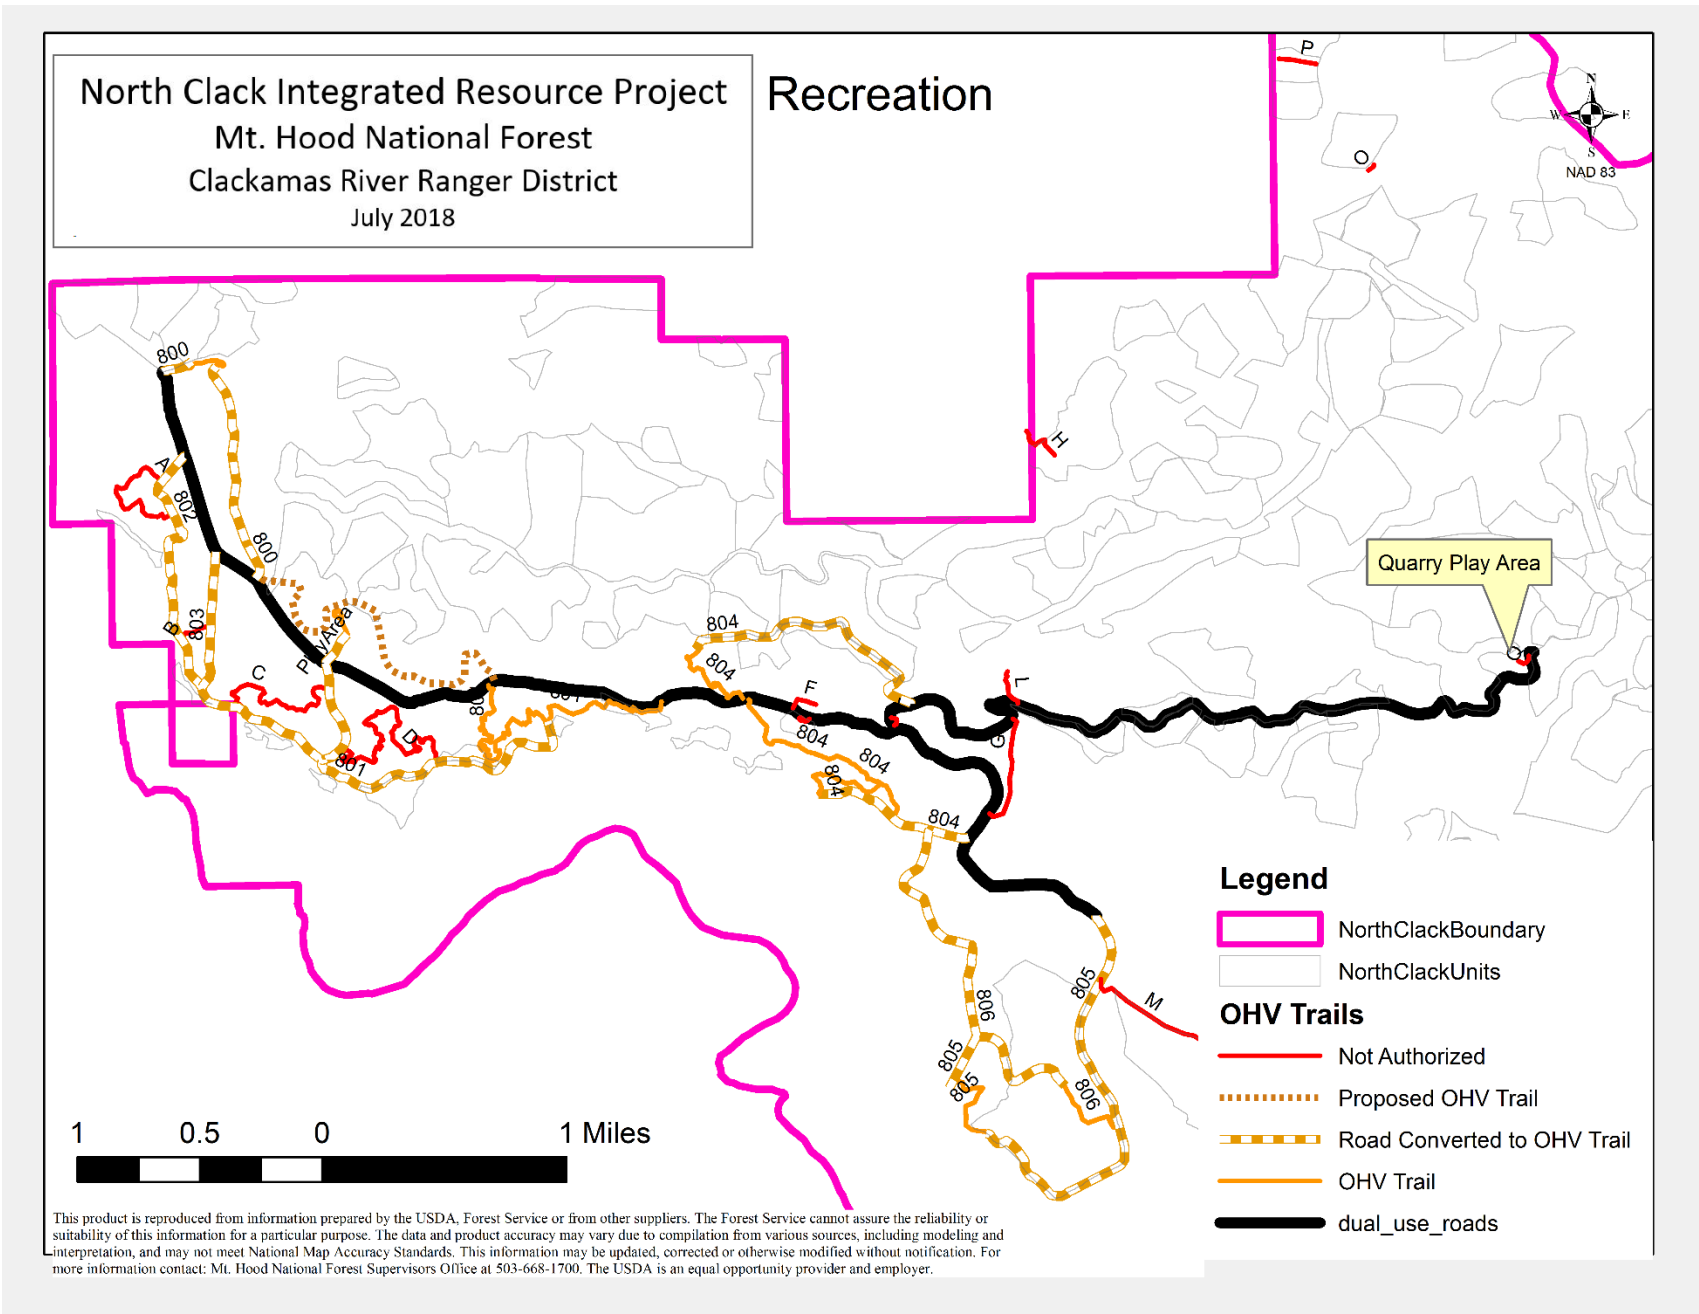 North Clack Integrated Resource Project
Mt. Hood National Forest
Clackamas River Ranger District
July 2018
Recreation
P
O
N
W E
S
NAD 83
800
H
A
802
800
Quarry Play Area
B
803
Play Area
804
804
C
F
L
Q
D
801
G
804
804
804
804
806
805
M
805
805
806
Legend
NorthClackBoundary
NorthClackUnits
OHV Trails
Not Authorized
Proposed OHV Trail
Road Converted to OHV Trail
OHV Trail
dual_use_roads
1 0.5 0 1 Miles
This product is reproduced from information prepared by the USDA, Forest Service or from other suppliers. The Forest Service cannot assure the reliability or
suitability of this information for a particular purpose. The data and product accuracy may vary due to compilation from various sources, including modeling and
interpretation, and may not meet National Map Accuracy Standards. This information may be updated, corrected or otherwise modified without notification. For
more information contact: Mt. Hood National Forest Supervisors Office at 503-668-1700. The USDA is an equal opportunity provider and employer.